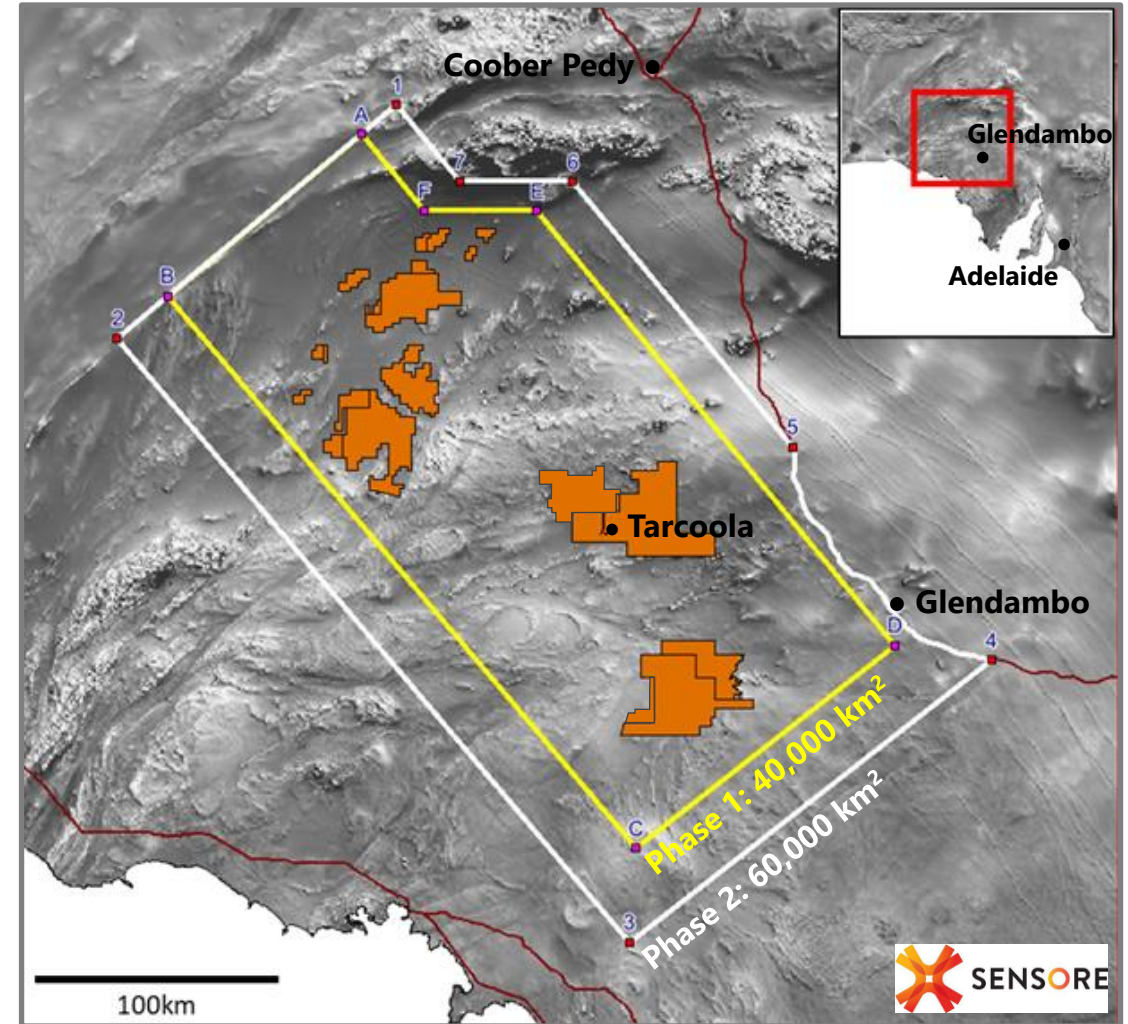 Coober Pedy
1
A
7
6
F
E
B
2
5
Tarcoola
Glendambo
D
4
C
3
Phase 1: 40,000 km²
Phase 2: 60,000 km²
100km
SENSORE
Glendambo
Adelaide